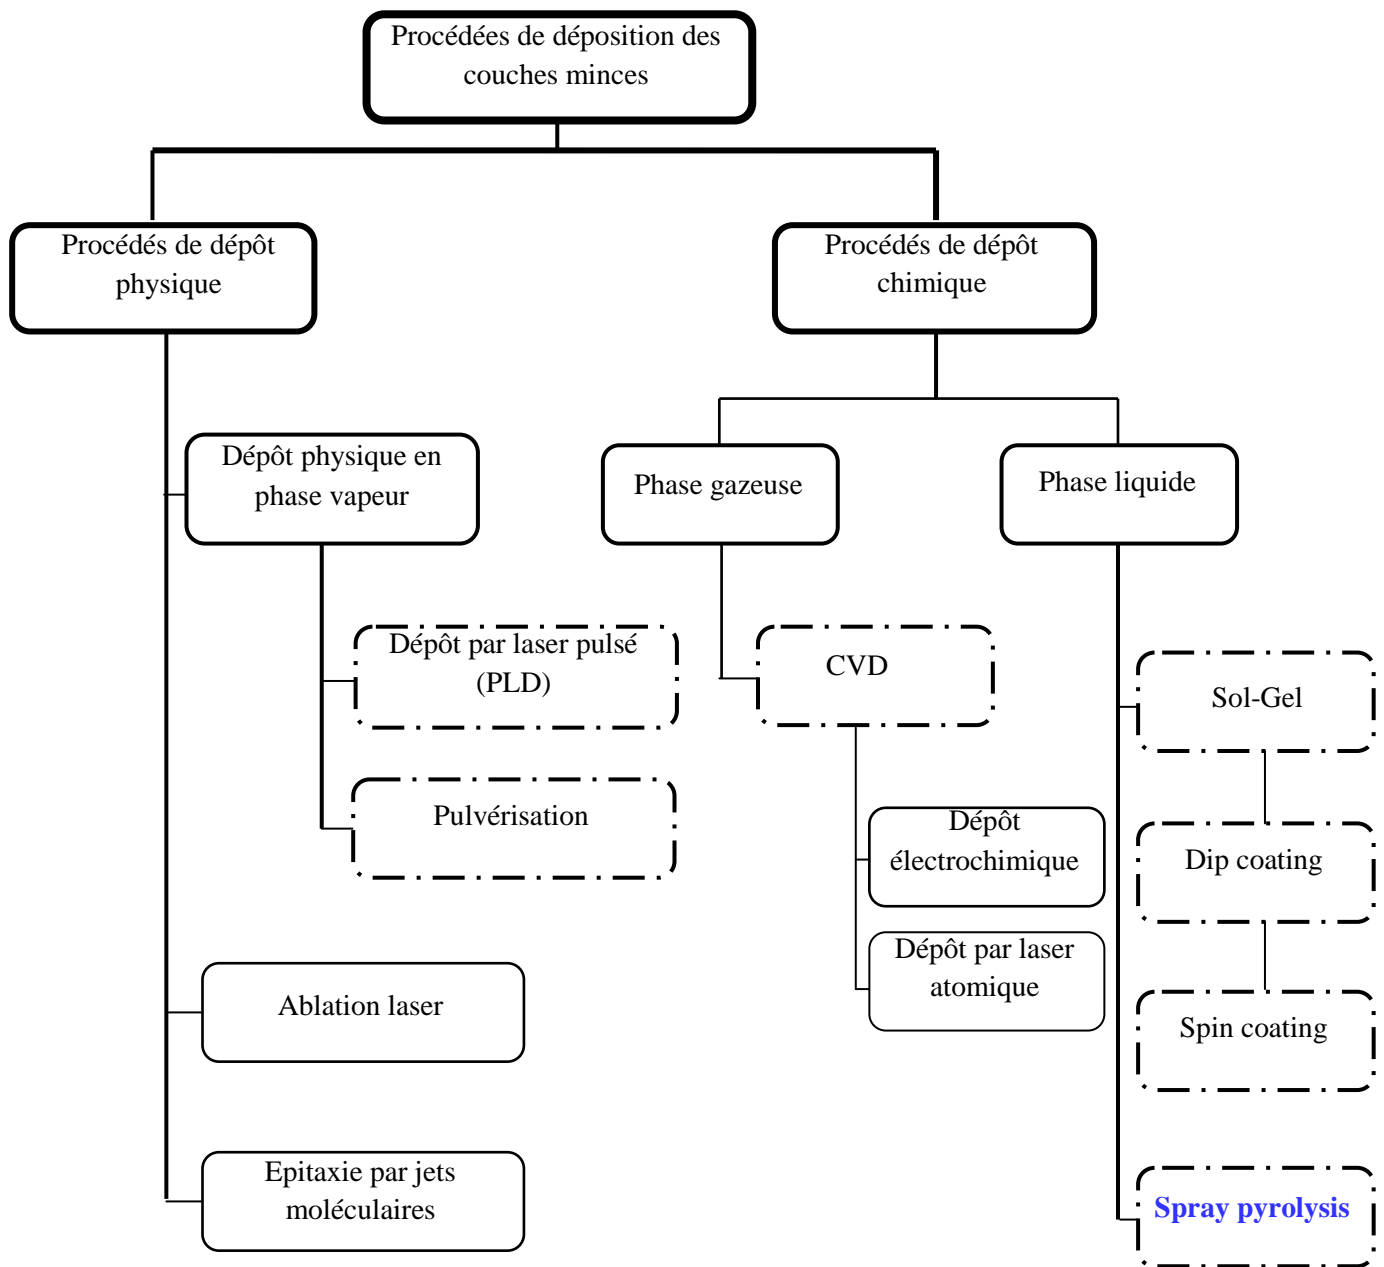 Procédées de déposition des
couches minces
Procédés de dépôt
physique
Procédés de dépôt
chimique
Dépôt physique en
phase vapeur
Phase gazeuse
Phase liquide
Dépôt par laser pulsé
(PLD)
CVD
Sol-Gel
Pulvérisation
Dépôt
électrochimique
Dip coating
Dépôt par laser
atomique
Ablation laser
Spin coating
Epitaxie par jets
moléculaires
Spray pyrolysis